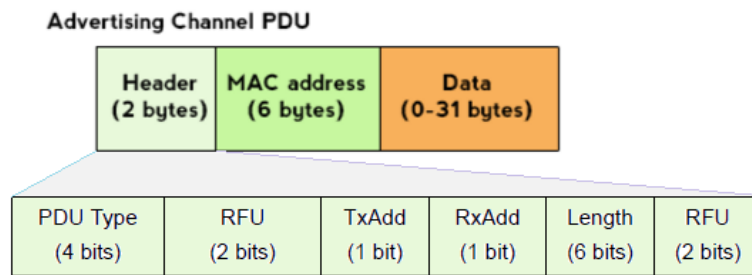 Advertising Channel PDU
Header MAC address Data
(2 bytes) (6 bytes) (0-31 bytes)
PDU Type RFU TxAdd RxAdd Length RFU
(4 bits) (2 bits) (1 bit) (1 bit) (6 bits) (2 bits)